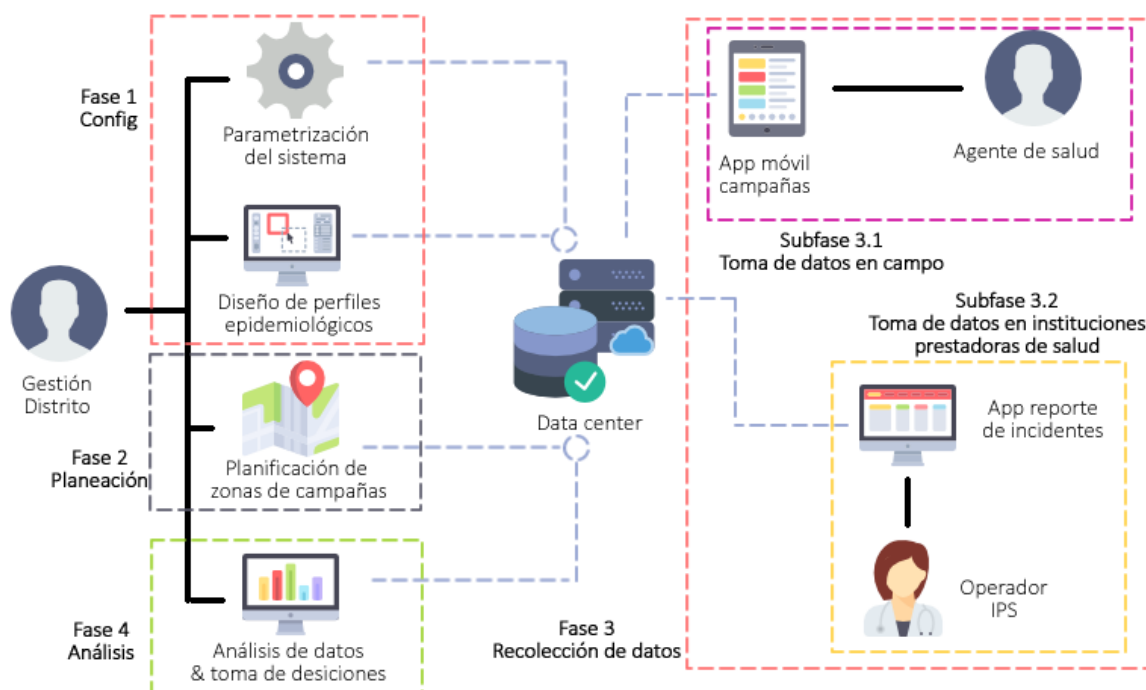 Fase 1
Config
Parametrización
del sistema
Diseño de perfiles
epidemiológicos
Gestión
Distrito
Fase 2
Planeación
Planificación de
zonas de campañas
Fase 4
Análisis
Análisis de datos
& toma de desiciones
Data center
Fase 3
Recolección de datos
App móvil
campañas
Agente de salud
Subfase 3.1
Toma de datos en campo
Subfase 3.2
Toma de datos en instituciones
prestadoras de salud
App reporte
de incidentes
Operador
IPS